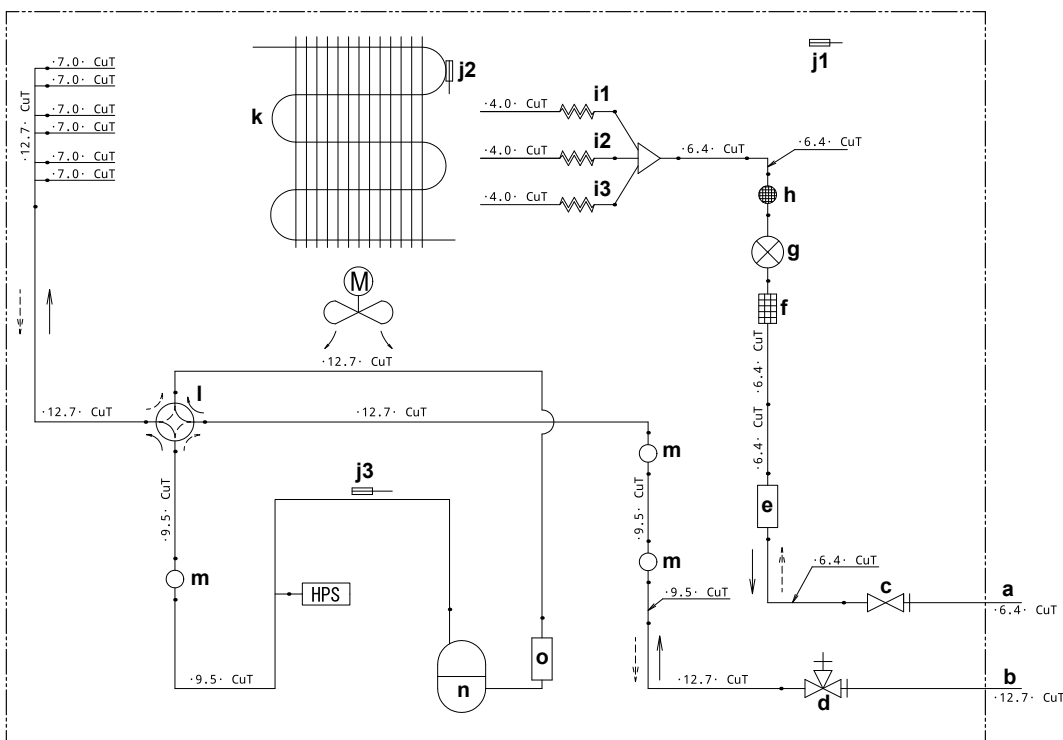 j1
·7.0· CuT
·7.0· CuT
j2
·12.7· CuT
·4.0· CuT
i1
·7.0· CuT
k
·7.0· CuT
·4.0· CuT
i2
·6.4· CuT
·6.4· CuT
·7.0· CuT
·7.0· CuT
·4.0· CuT
i3
h
g
M
f
·12.7· CuT
·6.4· CuT
l
·12.7· CuT
·12.7· CuT
·6.4· CuT
m
j3
·9.5· CuT
·9.5· CuT
e
m
m
·6.4· CuT
HPS
·9.5· CuT
c
a
·6.4· CuT
o
·9.5· CuT
n
·12.7· CuT
d
b
·12.7· CuT